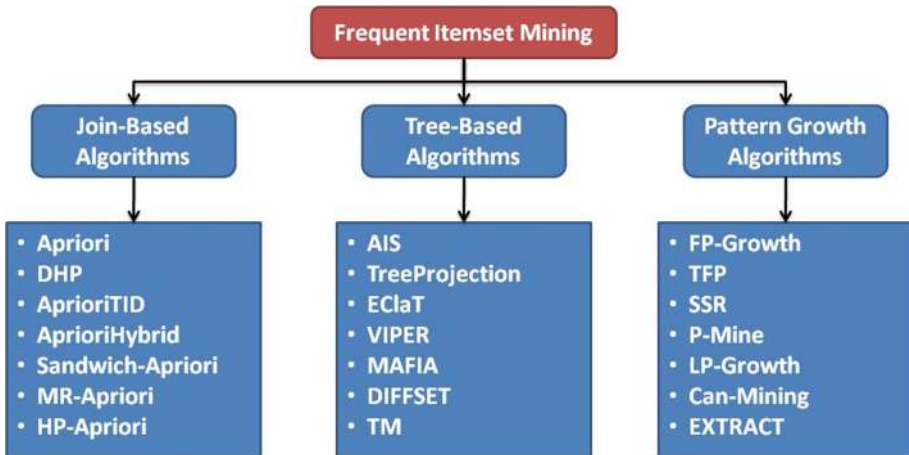 Frequent Itemset Mining
Join-Based
Algorithms
Tree-Based
Algorithms
Pattern Growth
Algorithms
• Apriori
• DHP
• AprioriTID
• AprioriHybrid
• Sandwich-Apriori
• MR-Apriori
• HP-Apriori
• AIS
• TreeProjection
• EClaT
• VIPER
• MAFIA
• DIFFSET
• TM
• FP-Growth
• TFP
• SSR
• P-Mine
• LP-Growth
• Can-Mining
• EXTRACT